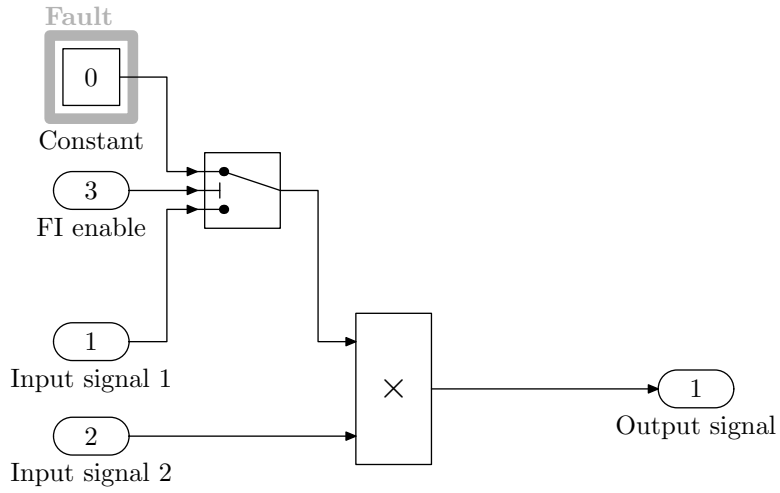 Fault
0
Constant
3
FI enable
1
Input signal 1
2
Input signal 2
×
1
Output signal